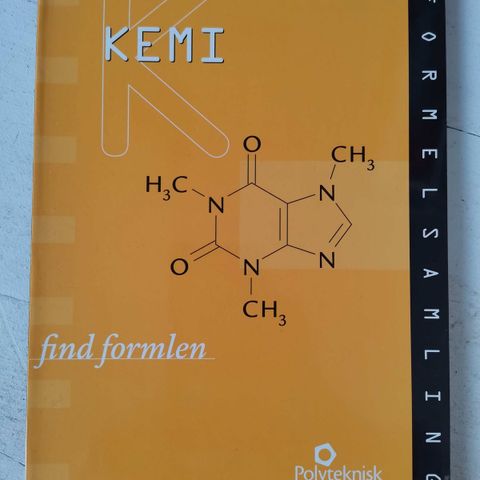 K
KEMI
FORMELSAMLING
O
CH₃
H₃C
N
N
O
N
N
CH₃
find formlen
Polyteknisk